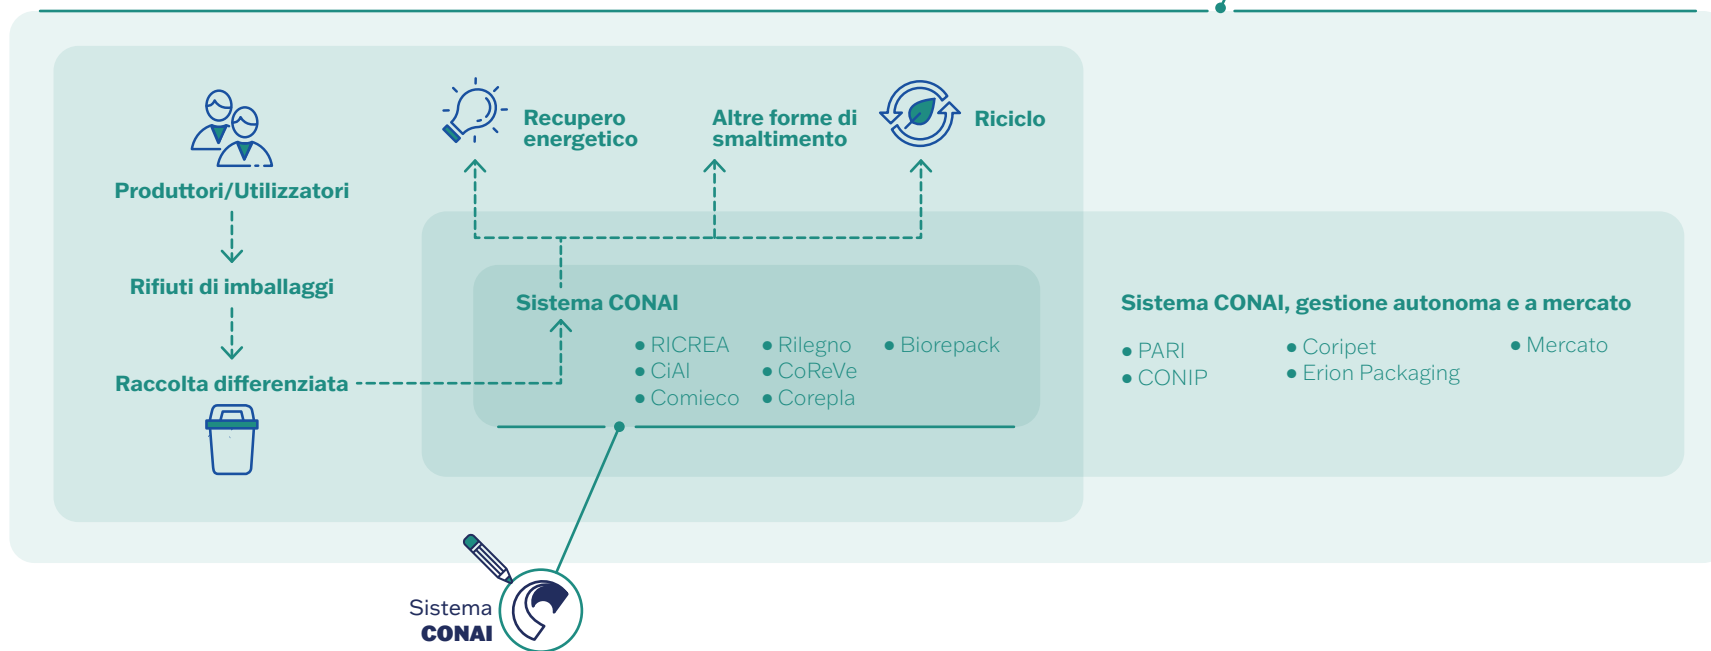 Recupero
energetico
Altre forme di
smaltimento
Riciclo
Produttori/Utilizzatori
Rifiuti di imballaggi
Raccolta differenziata
Sistema CONAI
• RICREA
• CiAl
• Comieco
• Rilegno
• CoReVe
• Corepla
• Biorepack
Sistema CONAI, gestione autonoma e a mercato
• PARI
• CONIP
• Coripet
• Erion Packaging
• Mercato
Sistema
CONAI